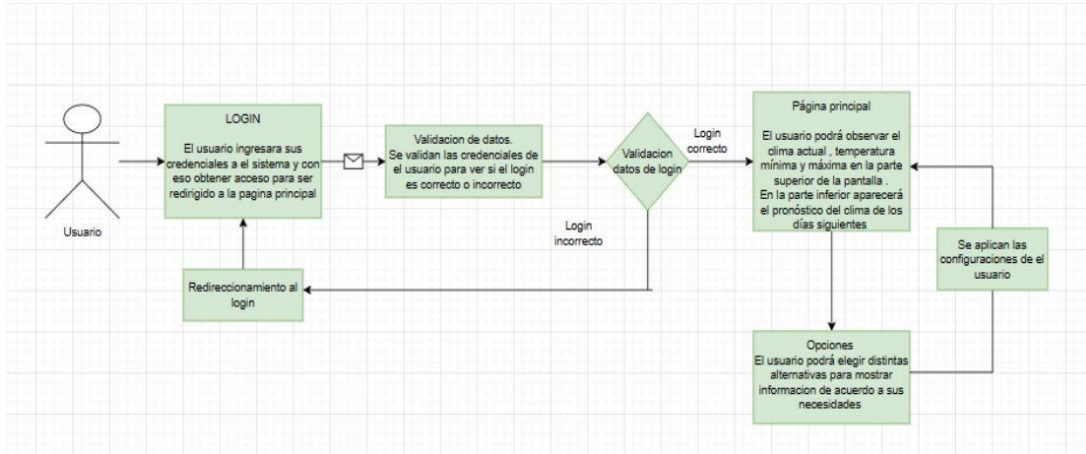 Usuario
LOGIN
El usuario ingresara sus
credenciales a el sistema y con
eso obtener acceso para ser
redirigido a la pagina principal
Validacion de datos.
Se validan las credenciales de
el usuario para ver si el login
es correcto o incorrecto
Validacion
datos de login
Login
correcto
Login
incorrecto
Redireccionamiento al
login
Página principal
El usuario podrá observar el
clima actual , temperatura
mínima y máxima en la parte
superior de la pantalla .
En la parte inferior aparecerá
el pronóstico del clima de los
días siguientes
Se aplican las
configuraciones de el
usuario
Opciones
El usuario podrá elegir distintas
alternativas para mostrar
informacion de acuerdo a sus
necesidades